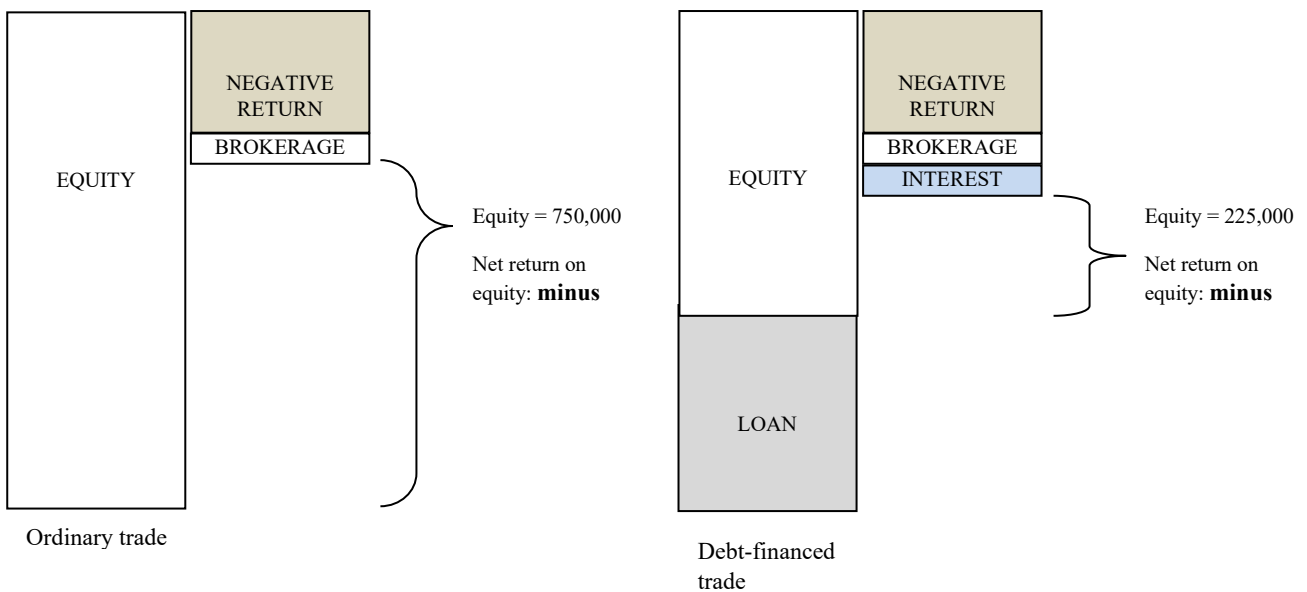 EQUITY
NEGATIVE
RETURN
BROKERAGE
Equity = 750,000
Net return on
equity: minus
Ordinary trade
EQUITY
NEGATIVE
RETURN
BROKERAGE
INTEREST
Equity = 225,000
Net return on
equity: minus
LOAN
Debt-financed
trade